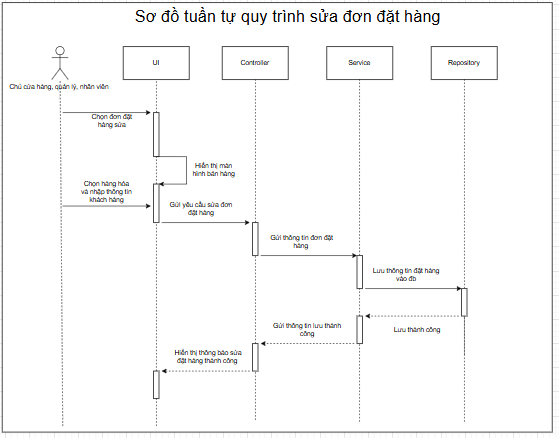 Sơ đồ tuần tự quy trình sửa đơn đặt hàng
UI
Controller
Service
Repository
Chủ cửa hàng, quản lý, nhân viên
Chọn đơn đặt
hàng sửa
Hiển thị màn
hình bán hàng
Chọn hàng hóa
và nhập thông tin
khách hàng
Gửi yêu cầu sửa đơn
đặt hàng
Gửi thông tin đơn đặt
hàng
Lưu thông tin đặt hàng
vào db
Gửi thông tin lưu thành
công
Lưu thành công
Hiển thị thông báo sửa
đặt hàng thành công